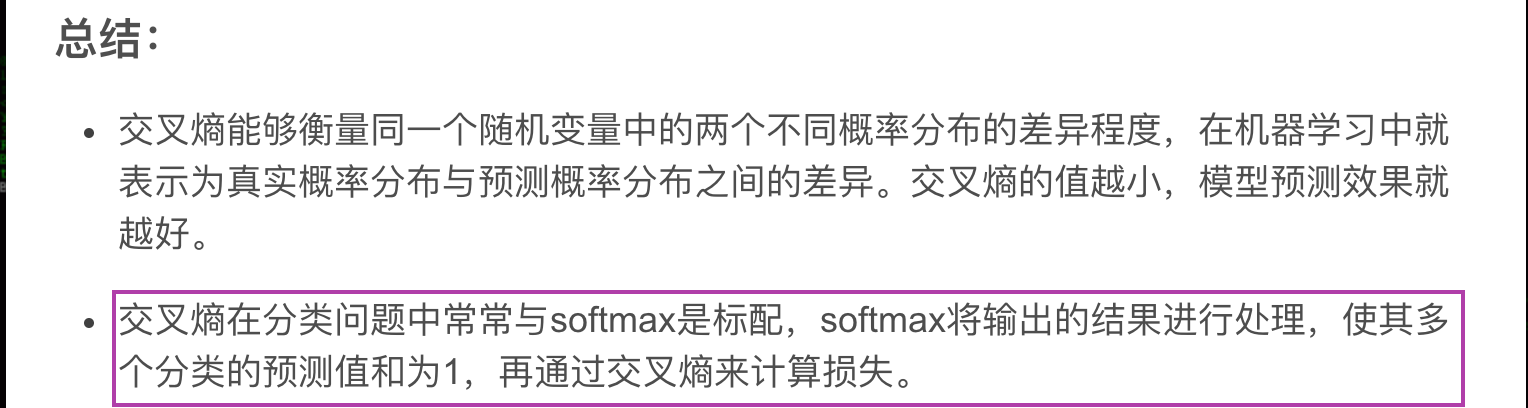 总结：
交叉熵能够衡量同一个随机变量中的两个不同概率分布的差异程度，在机器学习中就
表示为真实概率分布与预测概率分布之间的差异。交叉熵的值越小，模型预测效果就
越好。
交叉熵在分类问题中常常与softmax是标配，softmax将输出的结果进行处理，使其多
个分类的预测值和为1，再通过交叉熵来计算损失。